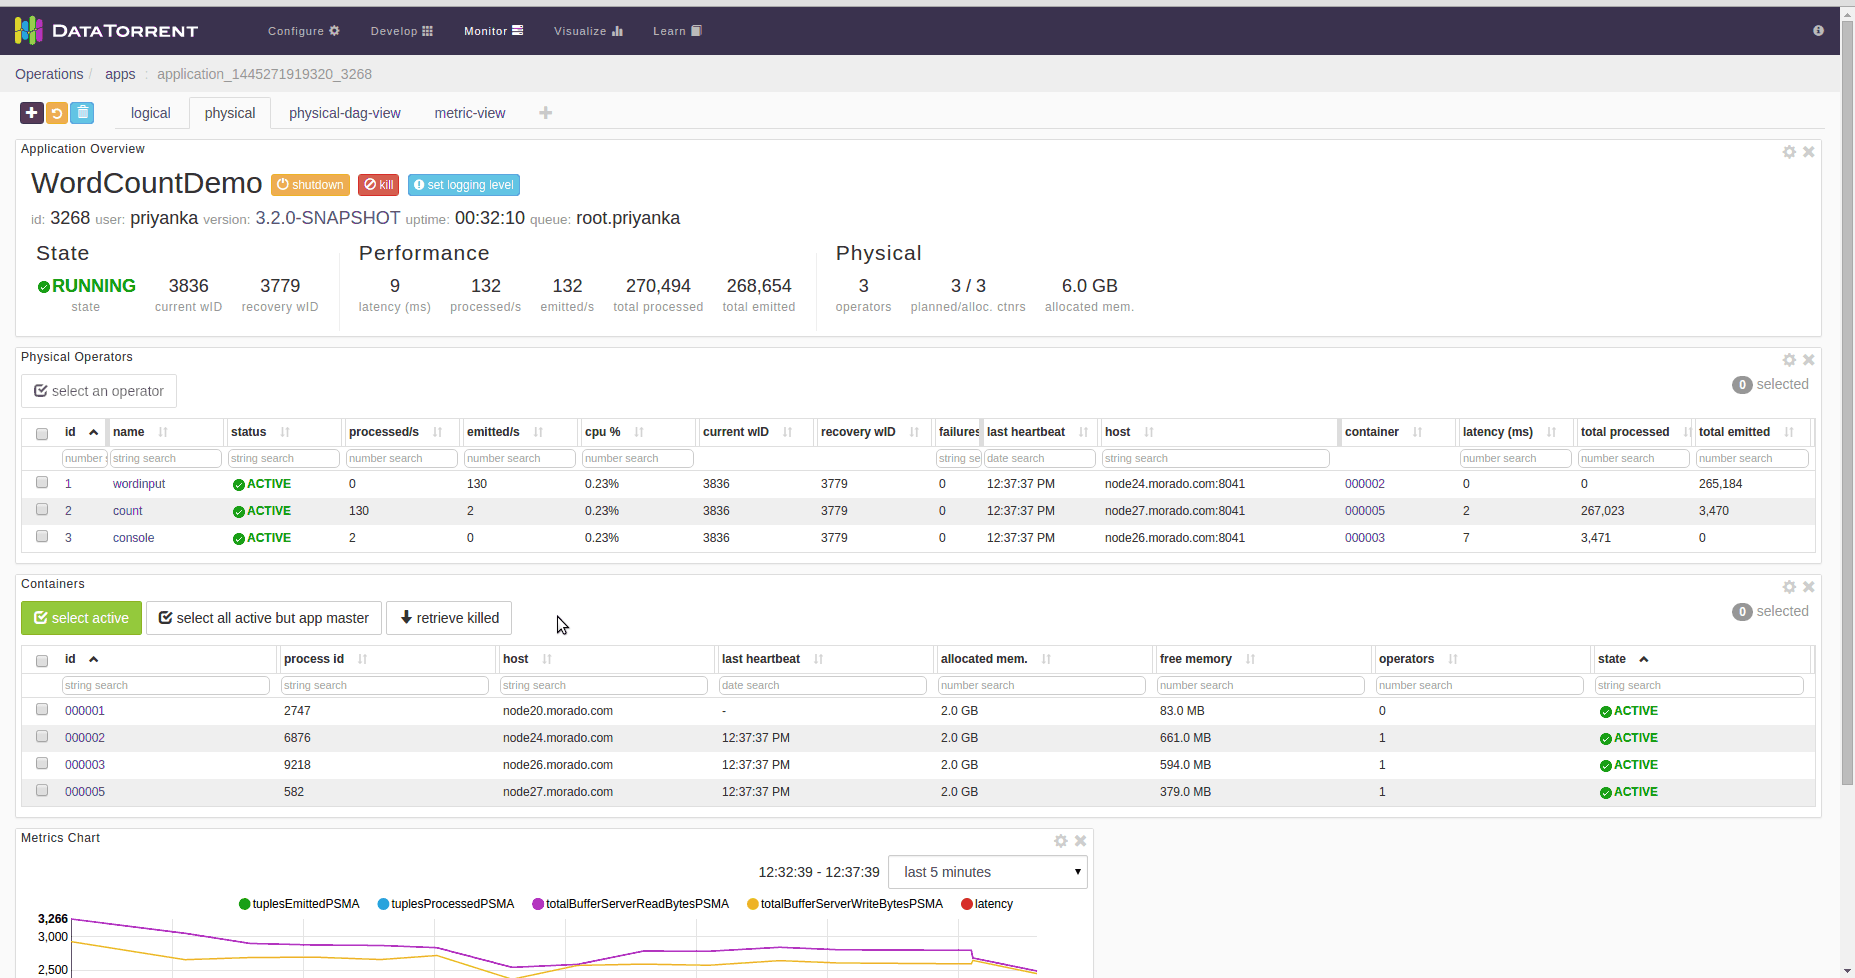 DATATORRENT Configure Develop Monitor Visualize Learn
Operations / apps : application_1445271919320_3268
logical physical physical-dag-view metric-view
Application Overview
WordCountDemo shutdown kill set logging level
id: 3268 user: priyanka version: 3.2.0-SNAPSHOT uptime: 00:32:10 queue: root.priyanka
State Performance Physical
RUNNING 3836 3779 9 132 132 270,494 268,654 3 3 / 3 6.0 GB
state current wID recovery wID latency (ms) processed/s emitted/s total processed total emitted operators planned/alloc. ctnrs allocated mem.
Physical Operators
select an operator 0 selected
id name status processed/s emitted/s cpu % current wID recovery wID failures last heartbeat host container latency (ms) total processed total emitted
number s string search string search number search number search number search string se date search string search number search number search number search
1 wordinput ACTIVE 0 130 0.23% 3836 3779 0 12:37:37 PM node24.morado.com:8041 000002 0 0 265,184
2 count ACTIVE 130 2 0.23% 3836 3779 0 12:37:37 PM node27.morado.com:8041 000005 2 267,023 3,470
3 console ACTIVE 2 0 0.23% 3836 3779 0 12:37:37 PM node26.morado.com:8041 000003 7 3,471 0
Containers
select active select all active but app master retrieve killed 0 selected
id process id host last heartbeat allocated mem. free memory operators state
string search string search string search date search number search number search number search string search
000001 2747 node20.morado.com - 2.0 GB 83.0 MB 0 ACTIVE
000002 6876 node24.morado.com 12:37:37 PM 2.0 GB 661.0 MB 1 ACTIVE
000003 9218 node26.morado.com 12:37:37 PM 2.0 GB 594.0 MB 1 ACTIVE
000005 582 node27.morado.com 12:37:37 PM 2.0 GB 379.0 MB 1 ACTIVE
Metrics Chart
12:32:39 - 12:37:39 last 5 minutes
tuplesEmittedPSMA tuplesProcessedPSMA totalBufferServerReadBytesPSMA totalBufferServerWriteBytesPSMA latency
3,266
3,000
2,500